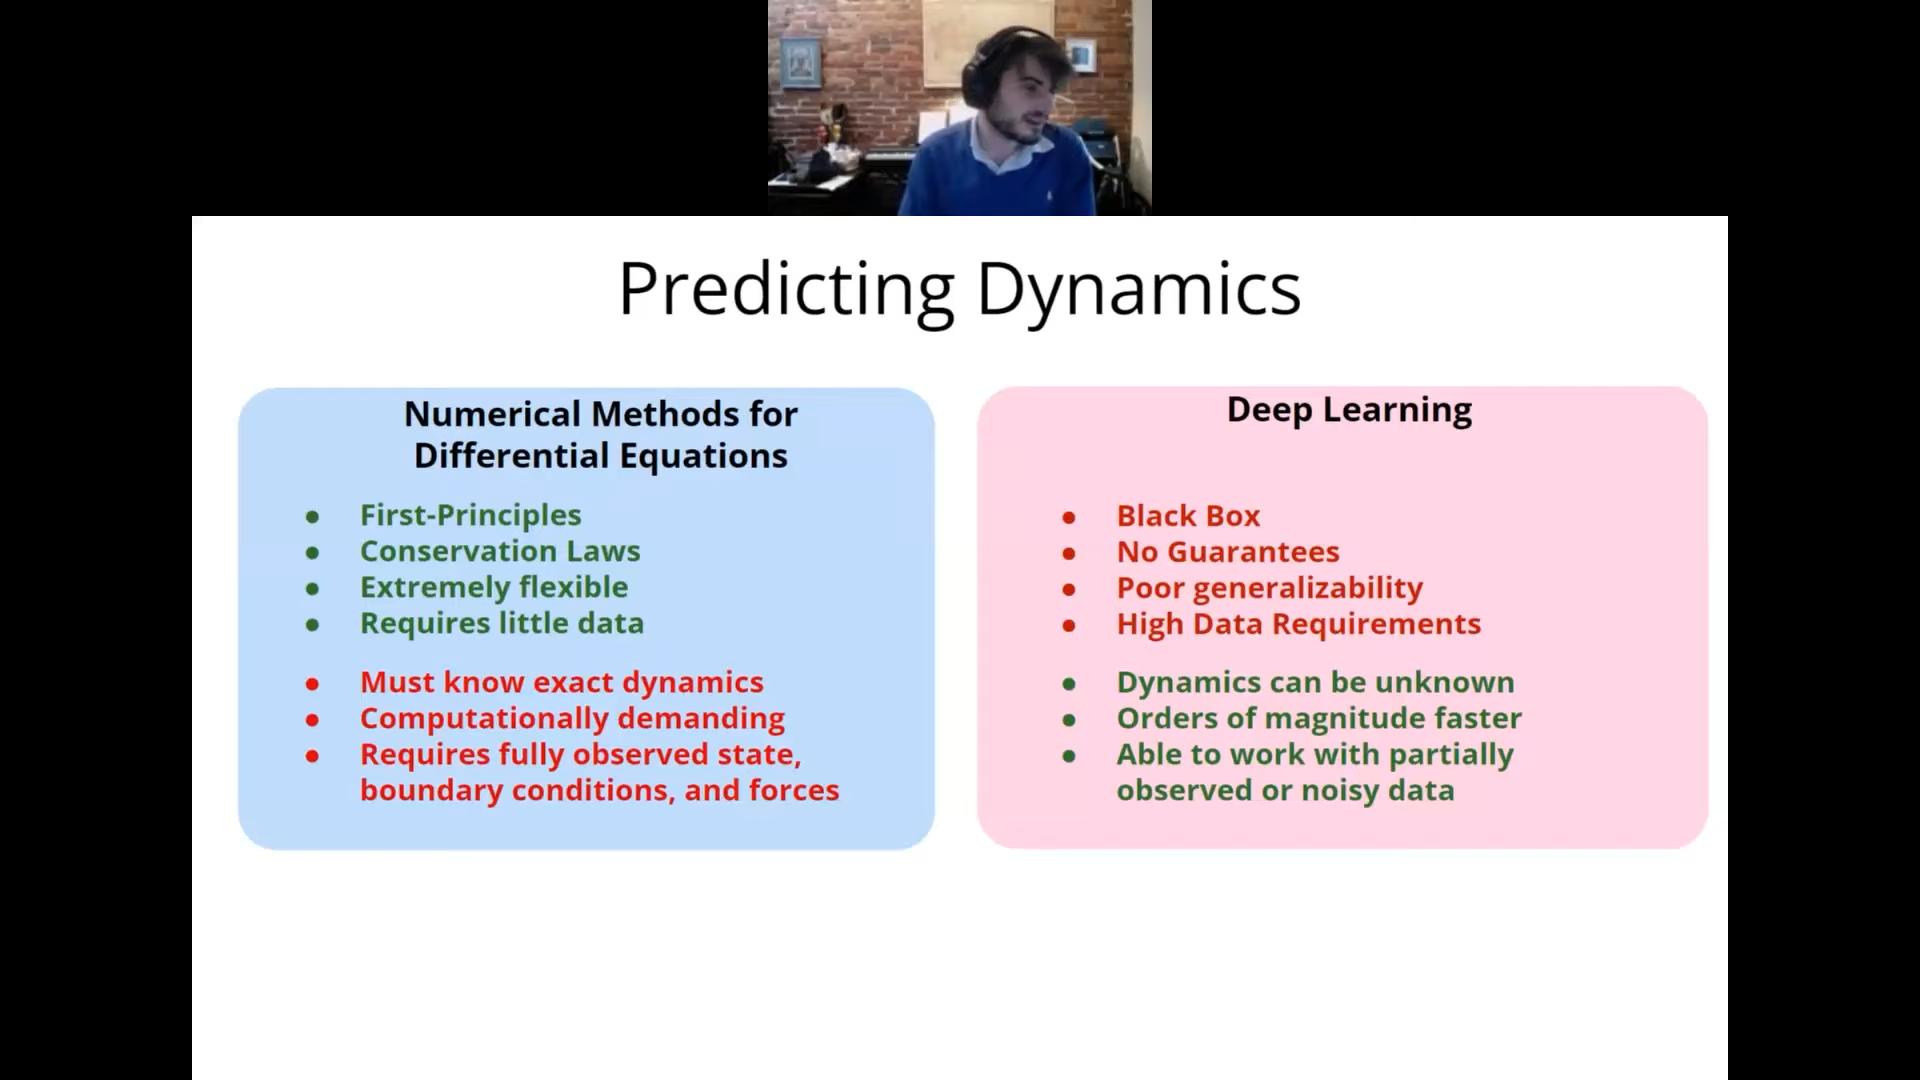 Predicting Dynamics
Numerical Methods for
Differential Equations
● First-Principles
● Conservation Laws
● Extremely flexible
● Requires little data
● Must know exact dynamics
● Computationally demanding
● Requires fully observed state,
boundary conditions, and forces
Deep Learning
● Black Box
● No Guarantees
● Poor generalizability
● High Data Requirements
● Dynamics can be unknown
● Orders of magnitude faster
● Able to work with partially
observed or noisy data